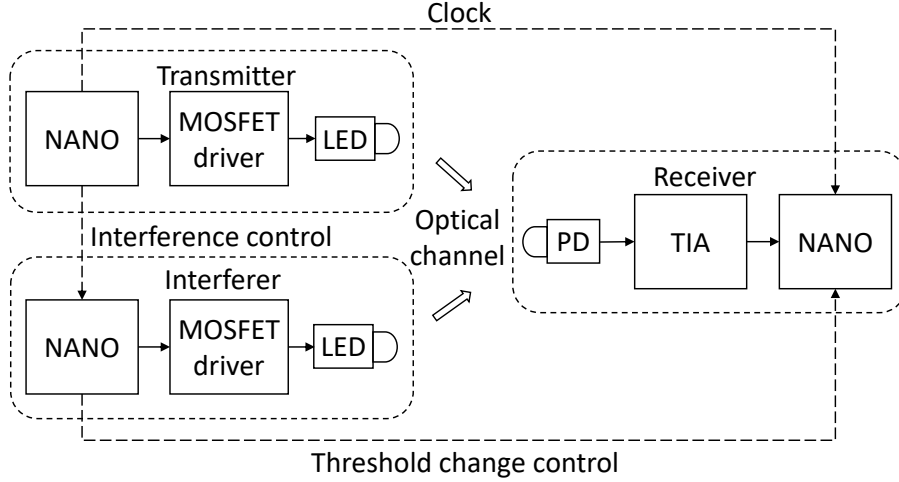 Clock
Transmitter
NANO
MOSFET
driver
LED
Interference control
Interferer
NANO
MOSFET
driver
LED
Optical
channel
Receiver
PD
TIA
NANO
Threshold change control